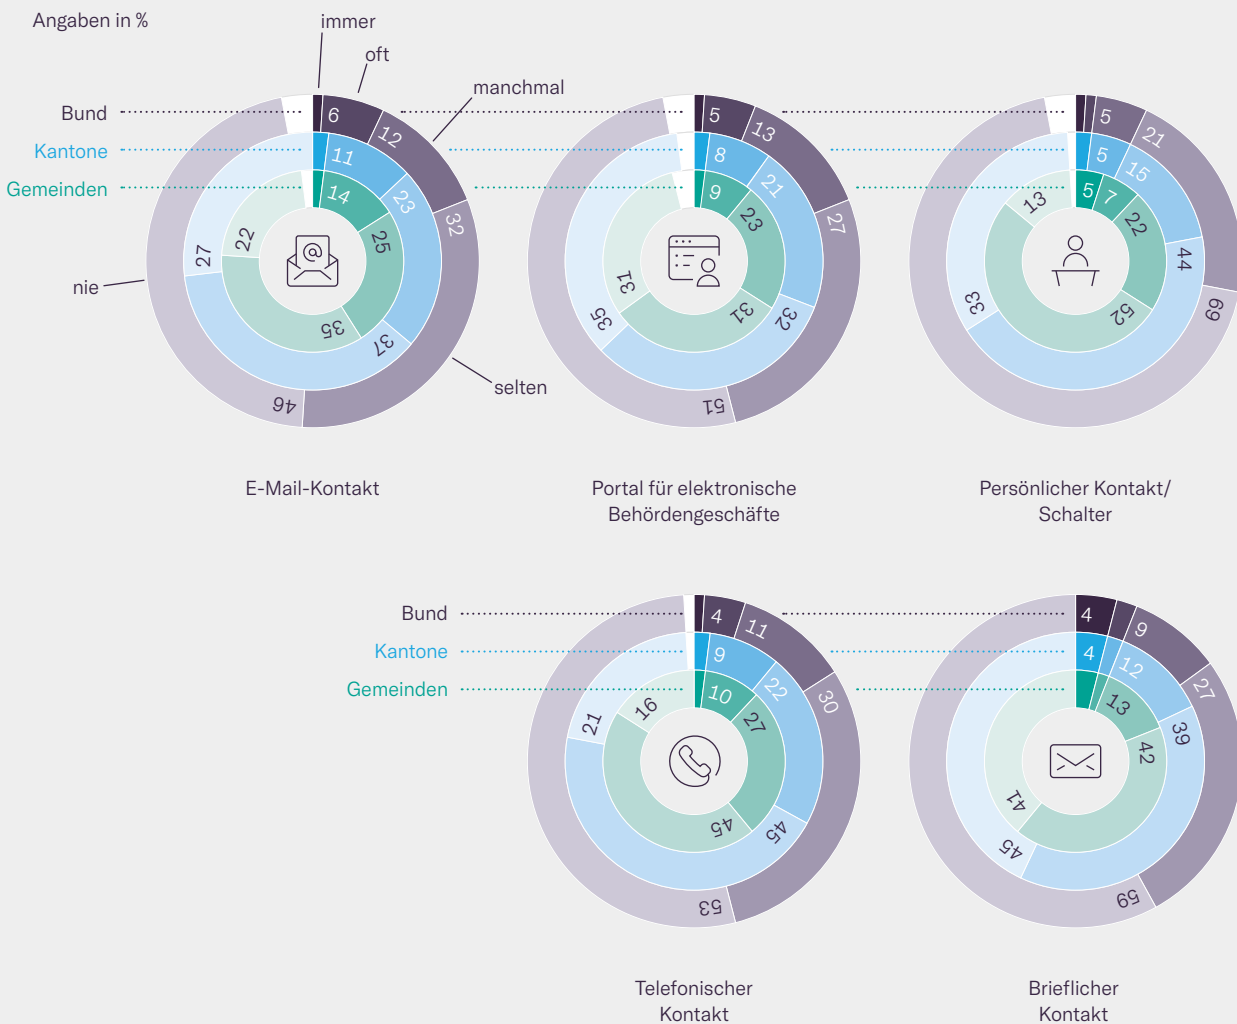 Angaben in %
immer
oft
manchmal
Bund
Kantone
Gemeinden
nie
selten
6
12
32
46
11
23
37
27
14
25
35
22
E-Mail-Kontakt
5
13
27
51
8
21
32
35
9
23
31
31
Portal für elektronische
Behördengeschäfte
5
21
69
5
15
44
33
5
7
22
52
13
Persönlicher Kontakt/
Schalter
Bund
Kantone
Gemeinden
4
11
30
53
9
22
45
21
10
27
45
16
Telefonischer
Kontakt
4
9
27
59
4
12
39
45
13
42
41
Brieflicher
Kontakt